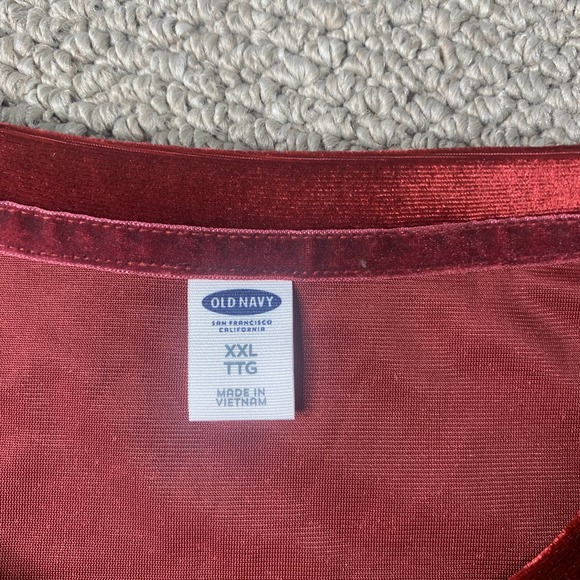 OLD NAVY
SAN FRANCISCO
CALIFORNIA
XXL
TTG
MADE IN
VIETNAM